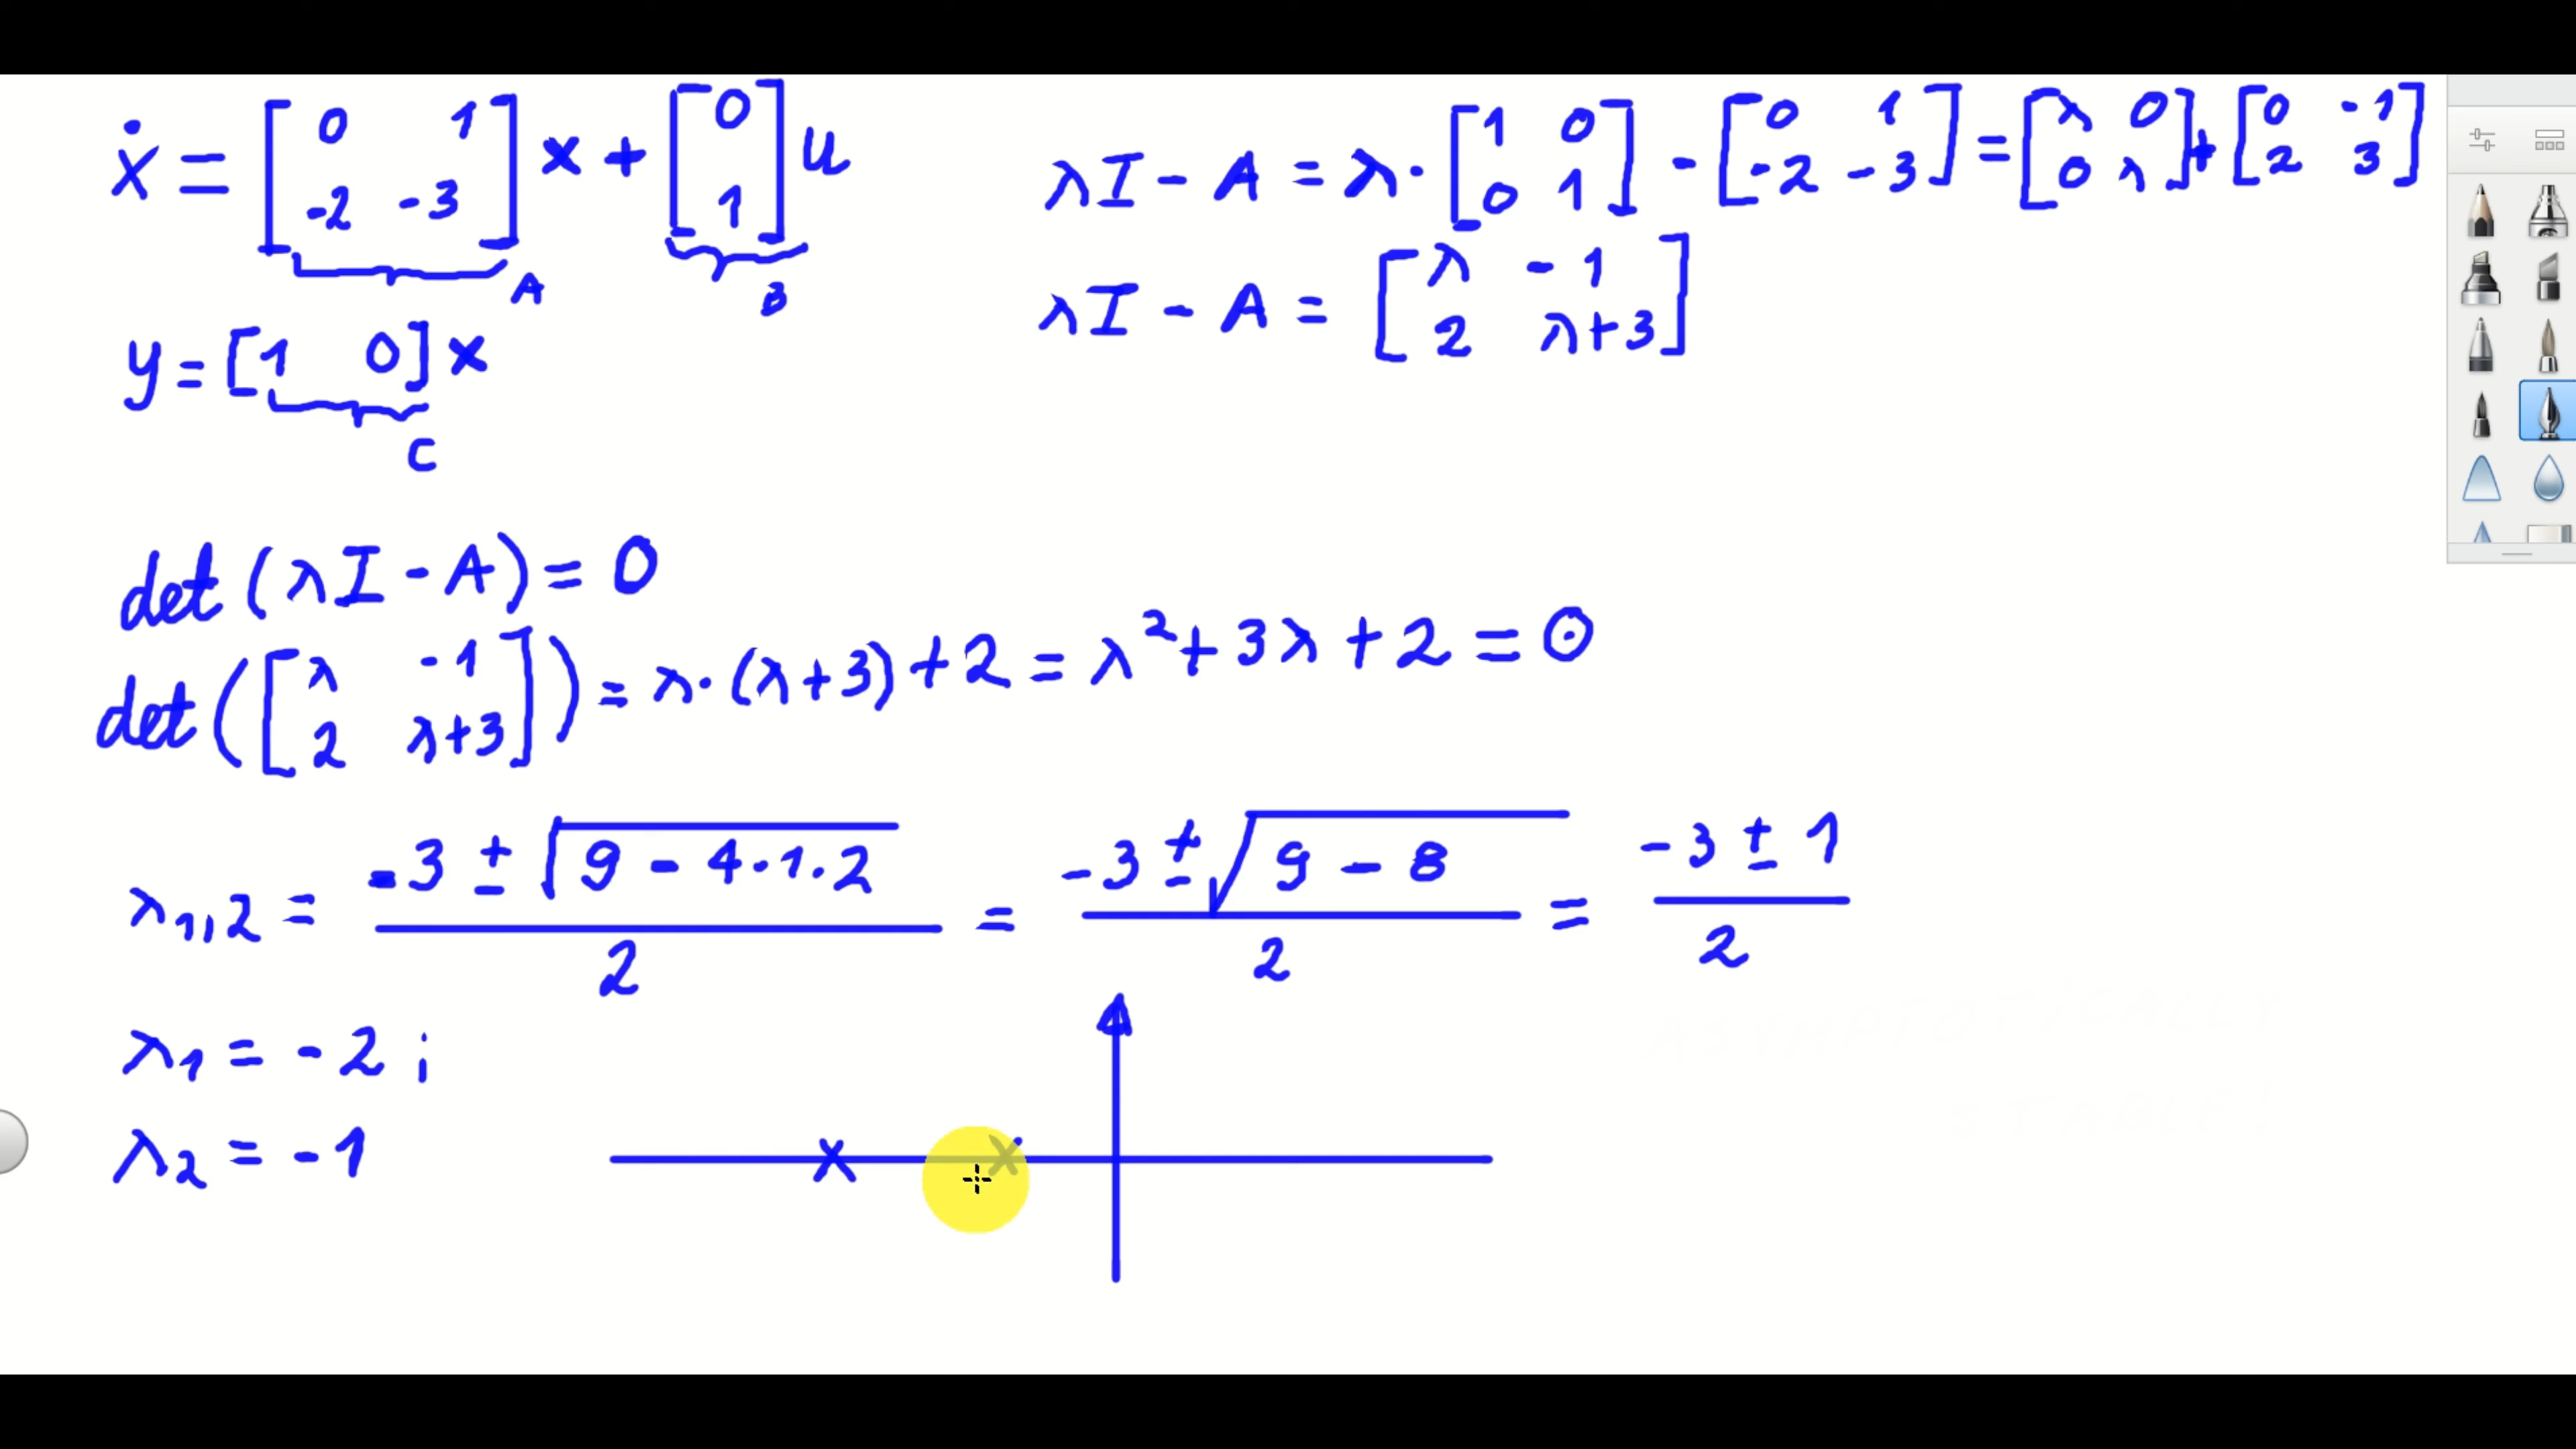 ẋ = [0 1; -2 -3] x + [0; 1] u
A
B
y = [1 0] x
C
λI - A = λ · [1 0; 0 1] - [0 1; -2 -3] = [λ 0; 0 λ] + [0 -1; 2 3]
λI - A = [λ -1; 2 λ+3]
det(λI - A) = 0
det([λ -1; 2 λ+3]) = λ · (λ+3) + 2 = λ² + 3λ + 2 = 0
λ1,2 = (-3 ± √(9 - 4·1·2)) / 2 = (-3 ± √(9 - 8)) / 2 = (-3 ± 1) / 2
λ1 = -2 ;
λ2 = -1
x x